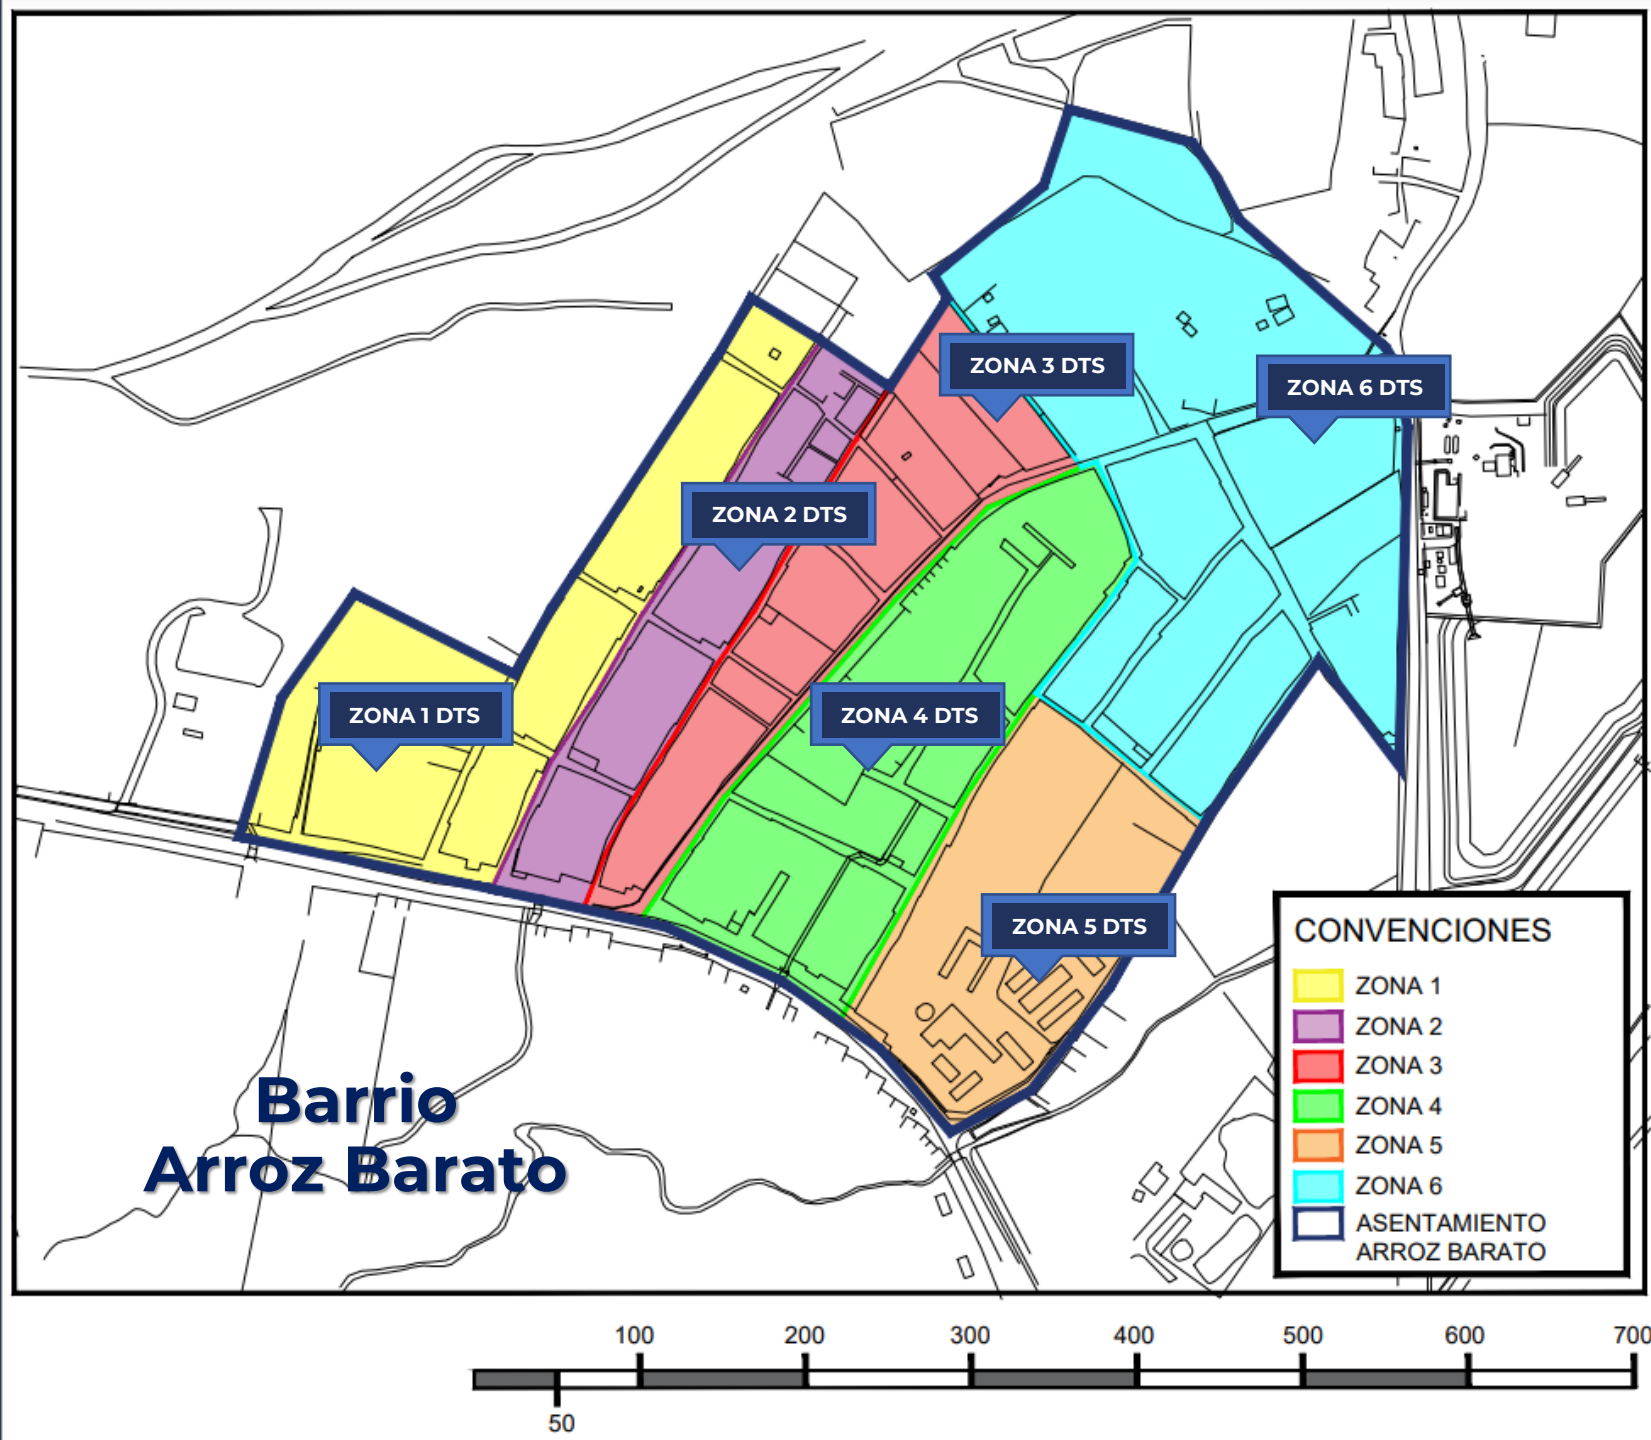 ZONA 3 DTS
ZONA 6 DTS
ZONA 2 DTS
ZONA 1 DTS
ZONA 4 DTS
ZONA 5 DTS
Barrio
Arroz Barato
CONVENCIONES
ZONA 1
ZONA 2
ZONA 3
ZONA 4
ZONA 5
ZONA 6
ASENTAMIENTO
ARROZ BARATO
100 200 300 400 500 600 700
50